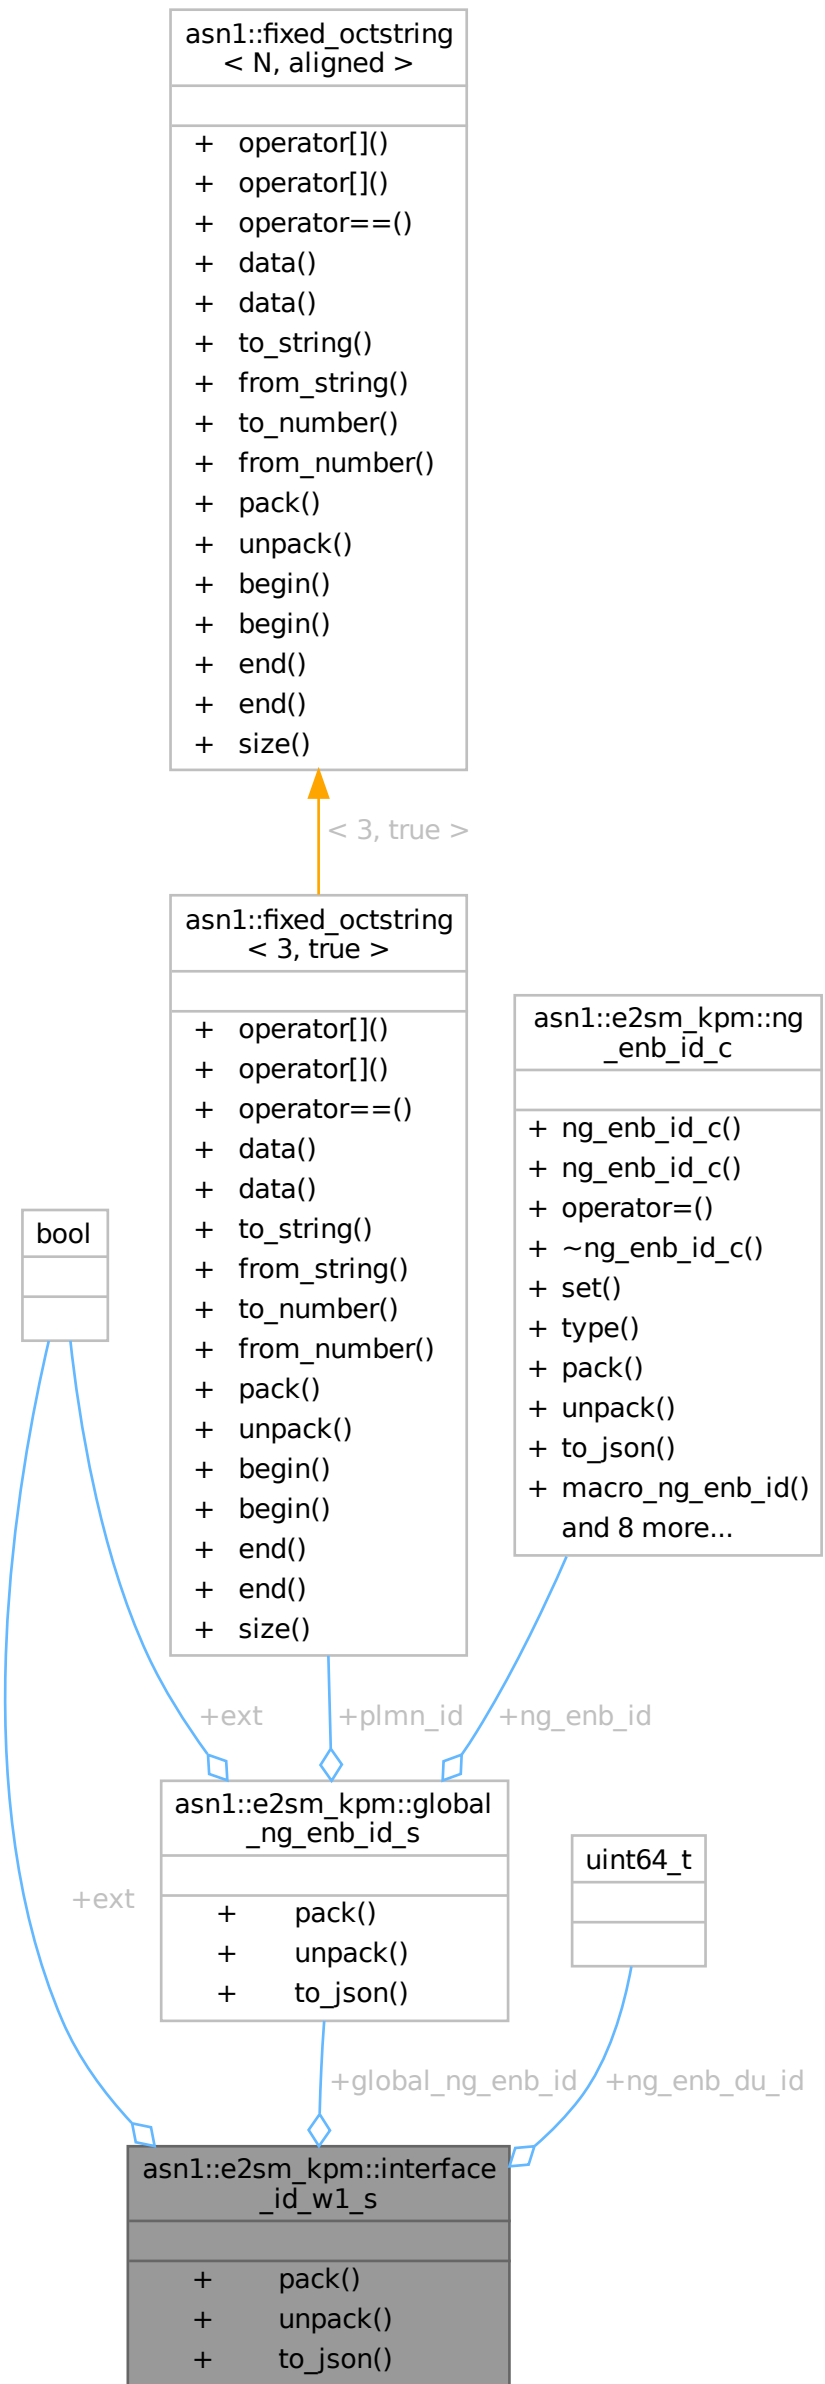 asn1::fixed_octstring
< N, aligned >
+ operator[]()
+ operator[]()
+ operator==()
+ data()
+ data()
+ to_string()
+ from_string()
+ to_number()
+ from_number()
+ pack()
+ unpack()
+ begin()
+ begin()
+ end()
+ end()
+ size()
< 3, true >
asn1::fixed_octstring
< 3, true >
+ operator[]()
+ operator[]()
+ operator==()
+ data()
+ data()
+ to_string()
+ from_string()
+ to_number()
+ from_number()
+ pack()
+ unpack()
+ begin()
+ begin()
+ end()
+ end()
+ size()
asn1::e2sm_kpm::ng
_enb_id_c
+ ng_enb_id_c()
+ ng_enb_id_c()
+ operator=()
+ ~ng_enb_id_c()
+ set()
+ type()
+ pack()
+ unpack()
+ to_json()
+ macro_ng_enb_id()
and 8 more...
bool
+ext
+plmn_id
+ng_enb_id
asn1::e2sm_kpm::global
_ng_enb_id_s
+ pack()
+ unpack()
+ to_json()
uint64_t
+ext
+global_ng_enb_id
+ng_enb_du_id
asn1::e2sm_kpm::interface
_id_w1_s
+ pack()
+ unpack()
+ to_json()